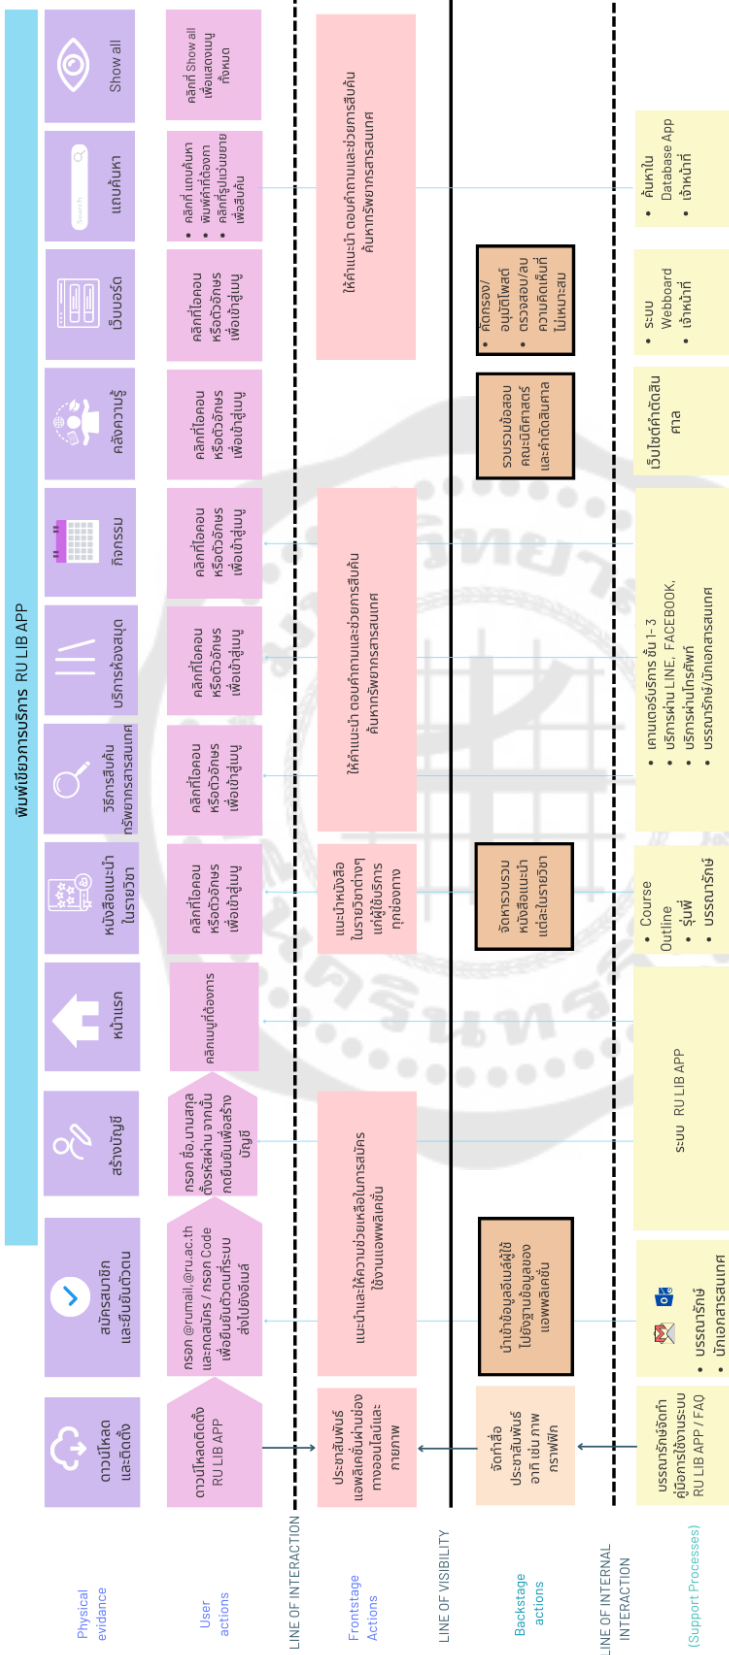 พิมพ์เขียวการบริการ RU LIB APP
Physical
evidance
ดาวน์โหลด
และติดตั้ง
สมัครสมาชิก
และยืนยันตัวตน
สร้างบัญชี
หน้าแรก
หนังสือแนะนำ
ในรายวิชา
วิธีการสืบค้น
ทรัพยากรสารสนเทศ
บริการห้องสมุด
กิจกรรม
คลังความรู้
เว็บบอร์ด
Search
แถบค้นหา
Show all
User
actions
ดาวน์โหลดติดตั้ง
RU LIB APP
กรอก @rumail,@ru.ac.th
และกดสมัคร / กรอก Code
เพื่อยืนยันตัวตนที่ระบบ
ส่งไปยังอีเมล์
กรอก ชื่อ,นามสกุล
ตั้งรหัสผ่าน จากนั้น
กดยืนยันเพื่อสร้าง
บัญชี
คลิกเมนูที่ต้องการ
คลิกที่ไอคอน
หรือตัวอักษร
เพื่อเข้าสู่เมนู
คลิกที่ไอคอน
หรือตัวอักษร
เพื่อเข้าสู่เมนู
คลิกที่ไอคอน
หรือตัวอักษร
เพื่อเข้าสู่เมนู
คลิกที่ไอคอน
หรือตัวอักษร
เพื่อเข้าสู่เมนู
คลิกที่ไอคอน
หรือตัวอักษร
เพื่อเข้าสู่เมนู
คลิกที่ไอคอน
หรือตัวอักษร
เพื่อเข้าสู่เมนู
• คลิกที่ แถบค้นหา
• พิมพ์คำที่ต้องกา
• คลิกที่รูปแว่นขยาย
เพื่อสืบค้น
คลิกที่ Show all
เพื่อแสดงเมนู
ทั้งหมด
LINE OF INTERACTION
Frontstage
Actions
ประชาสัมพันธ์
แอพพลิเคชั่นผ่านช่อง
ทางออนไลน์และ
กายภาพ
แนะนำและให้ความช่วยเหลือในการสมัคร
ใช้งานแอพพลิเคชั่น
แนะนำหนังสือ
ในรายวิชาต่างๆ
แก่ผู้ใช้บริการ
ทุกช่องทาง
ให้คำแนะนำ ตอบคำถามและช่วยการสืบค้น
ค้นหาทรัพยากรสารสนเทศ
ให้คำแนะนำ ตอบคำถามและช่วยการสืบค้น
ค้นหาทรัพยากรสารสนเทศ
LINE OF VISIBILITY
Backstage
actions
จัดทำสื่อ
ประชาสัมพันธ์
อาทิ เช่น ภาพ
กราฟฟิก
นำเข้าข้อมูลอีเมล์ผู้ใช้
ไปยังฐานข้อมูลของ
แอพพลิเคชั่น
จัดหารวบรวม
หนังสือแนะนำ
แต่ละในรายวิชา
รวบรวมข้อสอบ
คณะนิติศาสตร์
และคำตัดสินศาล
• คัดกรอง/
อนุมัติโพสต์
• ตรวจสอบ/ลบ
ความคิดเห็นที่
ไม่เหมาะสม
LINE OF INTERNAL
INTERACTION
(Support Processes)
บรรณารักษ์จัดทำ
คู่มือการใช้งานระบบ
RU LIB APP / FAQ
• บรรณารักษ์
• นักเอกสารสนเทศ
ระบบ RU LIB APP
• Course
Outline
• รุ่นพี่
• บรรณารักษ์
• เคาน์เตอร์บริการ ชั้น 1- 3
• บริการผ่าน LINE, FACEBOOK,
• บริการผ่านโทรศัพท์
• บรรณารักษ์/นักเอกสารสนเทศ
เว็บไซต์คำตัดสิน
ศาล
• ระบบ
Webboard
• เจ้าหน้าที่
• ค้นหาใน
Database App
• เจ้าหน้าที่